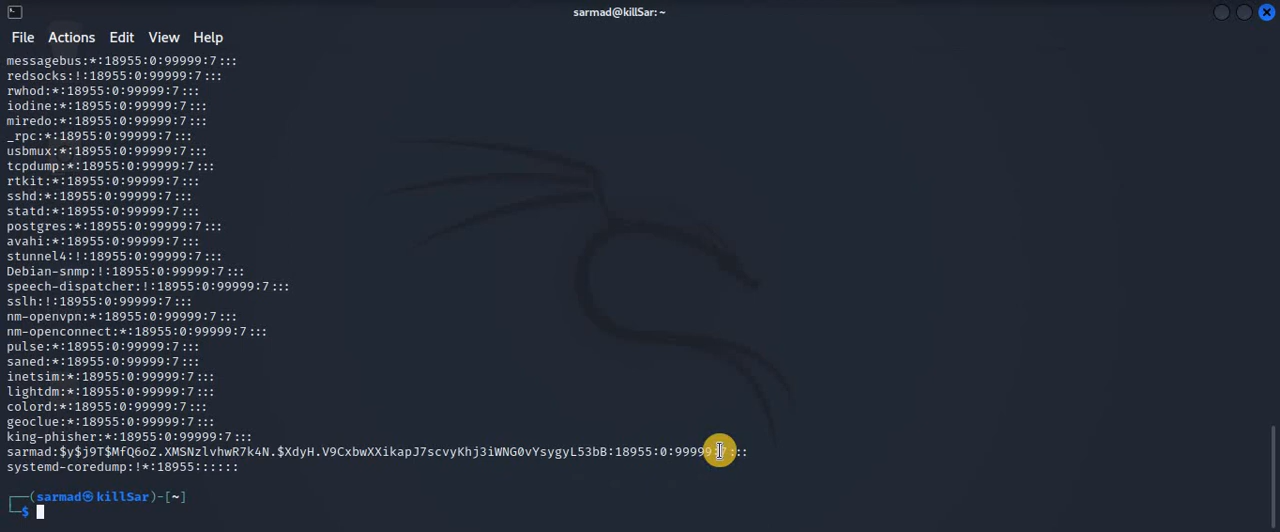 sarmad@killSar: ~
File Actions Edit View Help
messagebus:*:18955:0:99999:7:::
redsocks:!:18955:0:99999:7:::
rwhod:*:18955:0:99999:7:::
iodine:*:18955:0:99999:7:::
miredo:*:18955:0:99999:7:::
_rpc:*:18955:0:99999:7:::
usbmux:*:18955:0:99999:7:::
tcpdump:*:18955:0:99999:7:::
rtkit:*:18955:0:99999:7:::
sshd:*:18955:0:99999:7:::
statd:*:18955:0:99999:7:::
postgres:*:18955:0:99999:7:::
avahi:*:18955:0:99999:7:::
stunnel4:!:18955:0:99999:7:::
Debian-snmp:!:18955:0:99999:7:::
speech-dispatcher:!:18955:0:99999:7:::
sslh:!:18955:0:99999:7:::
nm-openvpn:*:18955:0:99999:7:::
nm-openconnect:*:18955:0:99999:7:::
pulse:*:18955:0:99999:7:::
saned:*:18955:0:99999:7:::
inetsim:*:18955:0:99999:7:::
lightdm:*:18955:0:99999:7:::
colord:*:18955:0:99999:7:::
geoclue:*:18955:0:99999:7:::
king-phisher:*:18955:0:99999:7:::
sarmad:$y$j9T$MfQ6oZ.XMSNzlvhwR7k4N.$XdyH.V9CxbwXXikapJ7scvyKhj3iWNG0vYsygyL53bB:18955:0:99999:7:::
systemd-coredump:!*:18955::::::
┌──(sarmad㉿killSar)-[~]
└─$